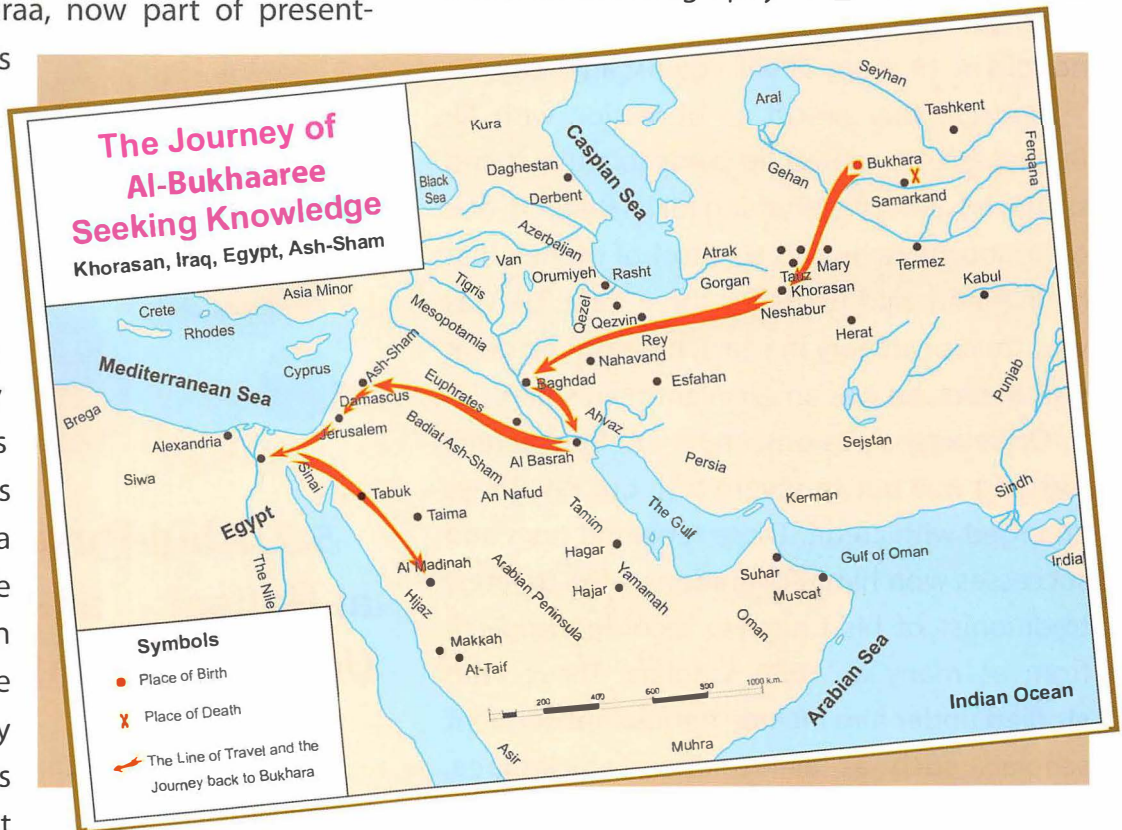 raa, now part of present-
s
s
s
a
e
n
e
y
s
t
The Journey of
Al-Bukhaaree
Seeking Knowledge
Khorasan, Iraq, Egypt, Ash-Sham
Kura
Caspian Sea
Aral
Seyhan
Tashkent
Ferqana
Daghestan
Derbent
Black
Sea
Gehan
Bukhara
Samarkand
Azerbaijan
Van
Orumiyeh
Rasht
Atrak
Gorgan
Mary
Khorasan
Neshabur
Termez
Kabul
Herat
Asia Minor
Crete
Rhodes
Cyprus
Mediterranean Sea
Tigris
Mesopotamia
Qezel
Qezvin
Rey
Nahavand
Baghdad
Esfahan
Ash-Sham
Damascus
Euphrates
Ahvaz
Punjab
Brega
Alexandria
Jerusalem
Badiat Ash-Sham
Al Basrah
Sejstan
Siwa
Sinai
Tabuk
An Nafud
Persia
Kerman
Sindh
Egypt
Taima
Tamim
The Gulf
The Nile
Al Madinah
Hijaz
Arabian Peninsula
Hagar
Hajar
Yamamah
Suhar
Muscat
Gulf of Oman
India
Oman
Makkah
At-Taif
200 400 600 800 1000 k.m.
Arabian Sea
Indian Ocean
Asir
Muhra
Symbols
Place of Birth
Place of Death
The Line of Travel and the
Journey back to Bukhara